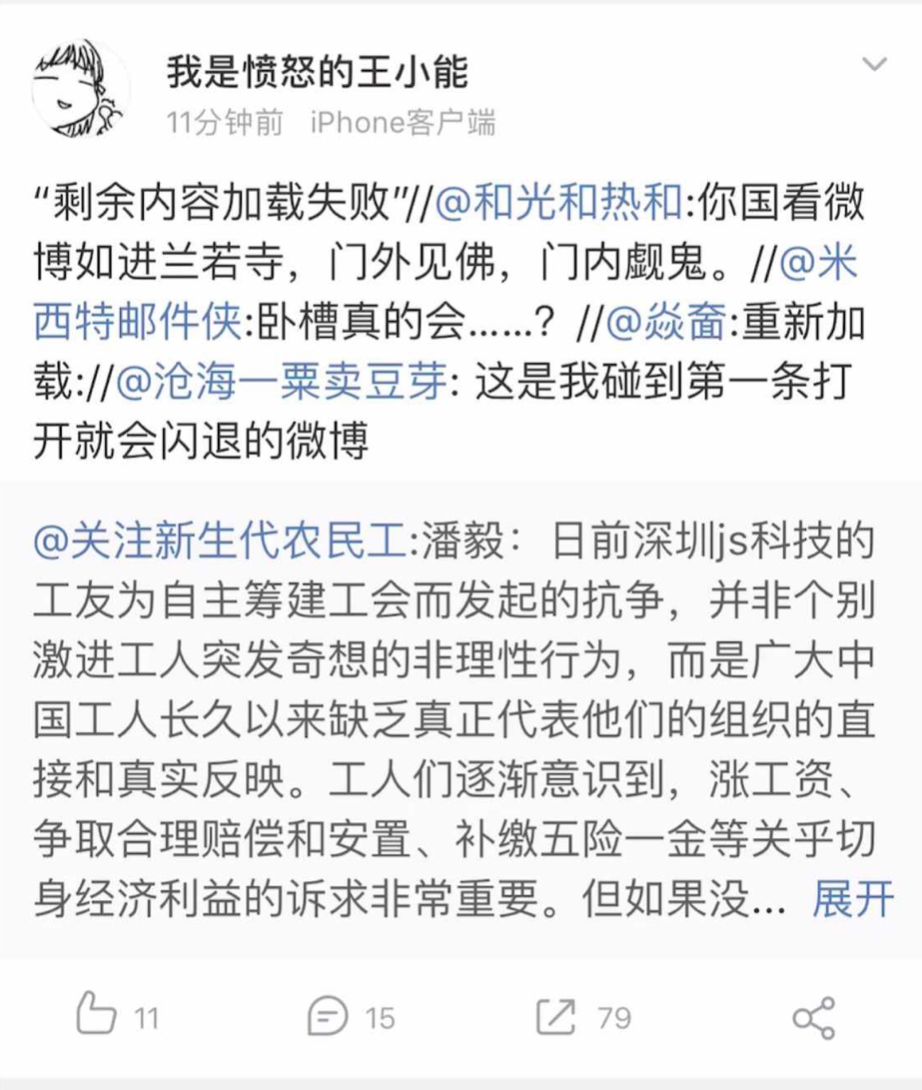 我是愤怒的王小能
11分钟前 iPhone客户端
“剩余内容加载失败”//@和光和热和:你国看微
博如进兰若寺，门外见佛，门内觑鬼。//@米
西特邮件侠:卧槽真的会......? //@焱奤:重新加
载://@沧海一粟卖豆芽: 这是我碰到第一条打
开就会闪退的微博
@关注新生代农民工:潘毅：日前深圳js科技的
工友为自主筹建工会而发起的抗争，并非个别
激进工人突发奇想的非理性行为，而是广大中
国工人长久以来缺乏真正代表他们的组织的直
接和真实反映。工人们逐渐意识到，涨工资、
争取合理赔偿和安置、补缴五险一金等关乎切
身经济利益的诉求非常重要。但如果没... 展开
11 15 79